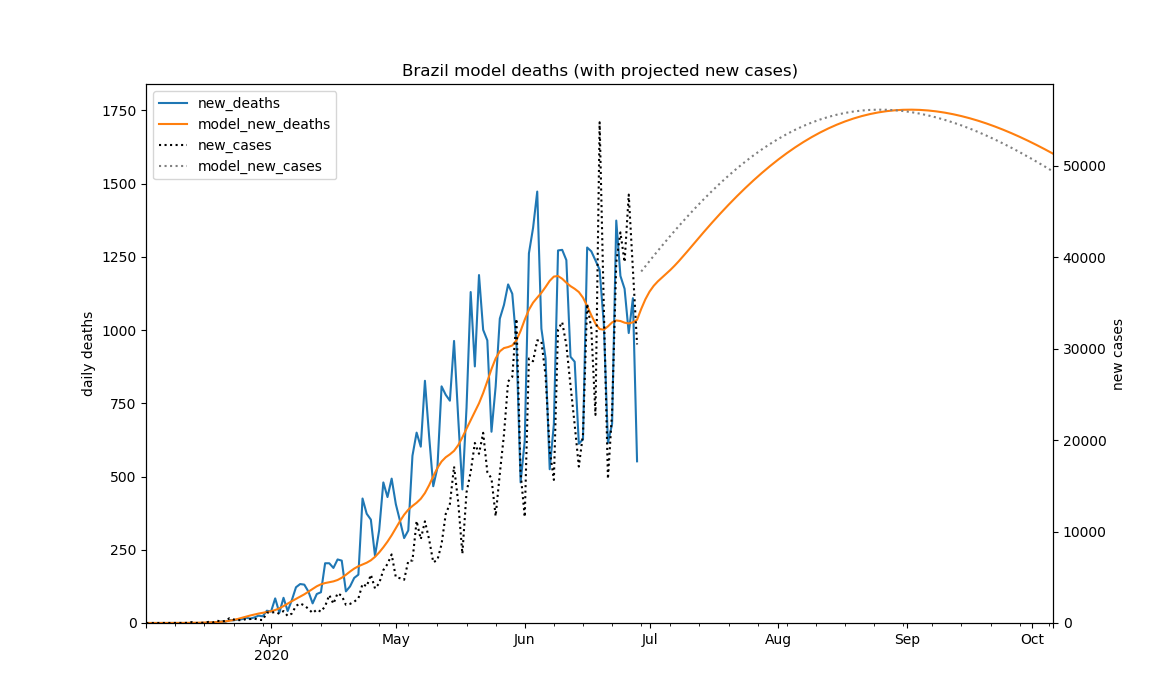 Brazil model deaths (with projected new cases)
new_deaths
model_new_deaths
new_cases
model_new_cases
1750
1500
1250
1000
750
500
250
0
daily deaths
50000
40000
30000
20000
10000
0
new cases
Apr
2020
May
Jun
Jul
Aug
Sep
Oct